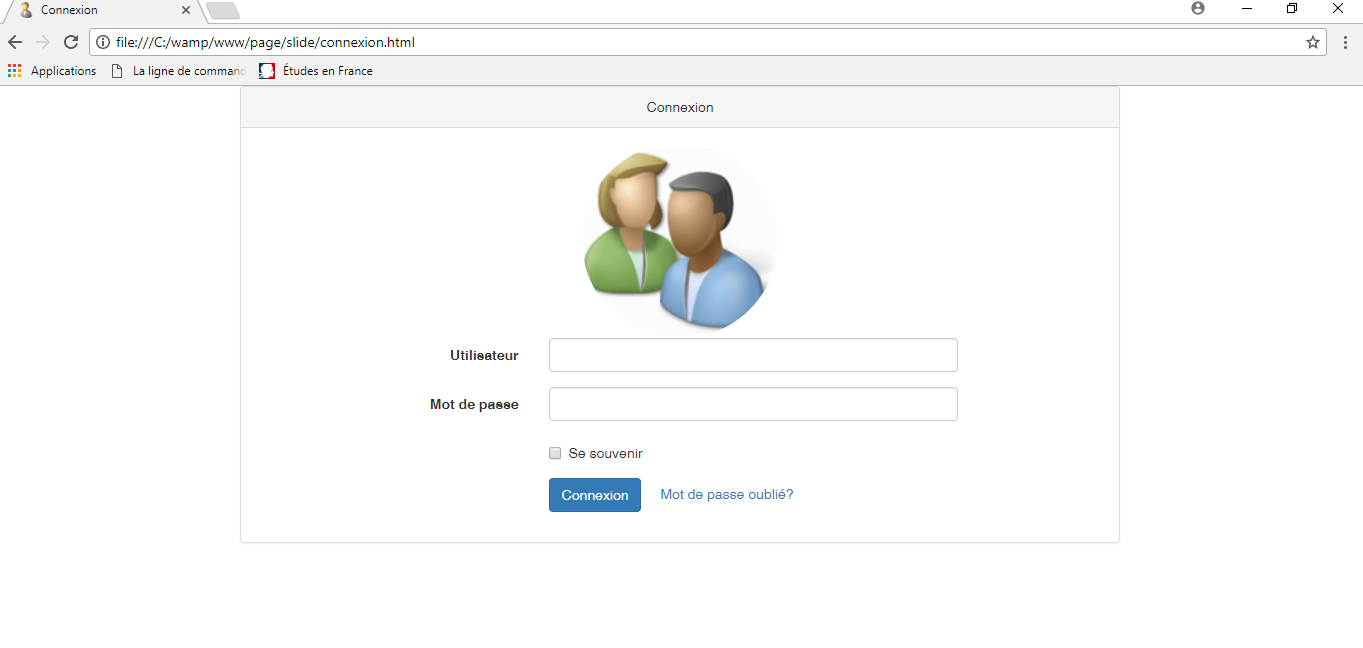 Connexion
file:///C:/wamp/www/page/slide/connexion.html
Applications La ligne de command Études en France
Connexion
Utilisateur
Mot de passe
Se souvenir
Connexion Mot de passe oublié?